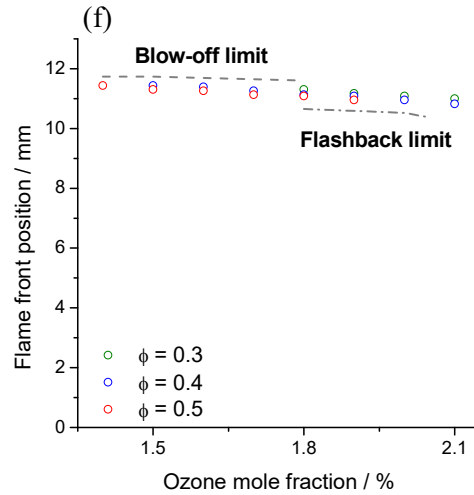 (f)
Blow-off limit
Flashback limit
12
10
8
6
4
2
0
Flame front position / mm
ϕ = 0.3
ϕ = 0.4
ϕ = 0.5
1.5 1.8 2.1
Ozone mole fraction / %